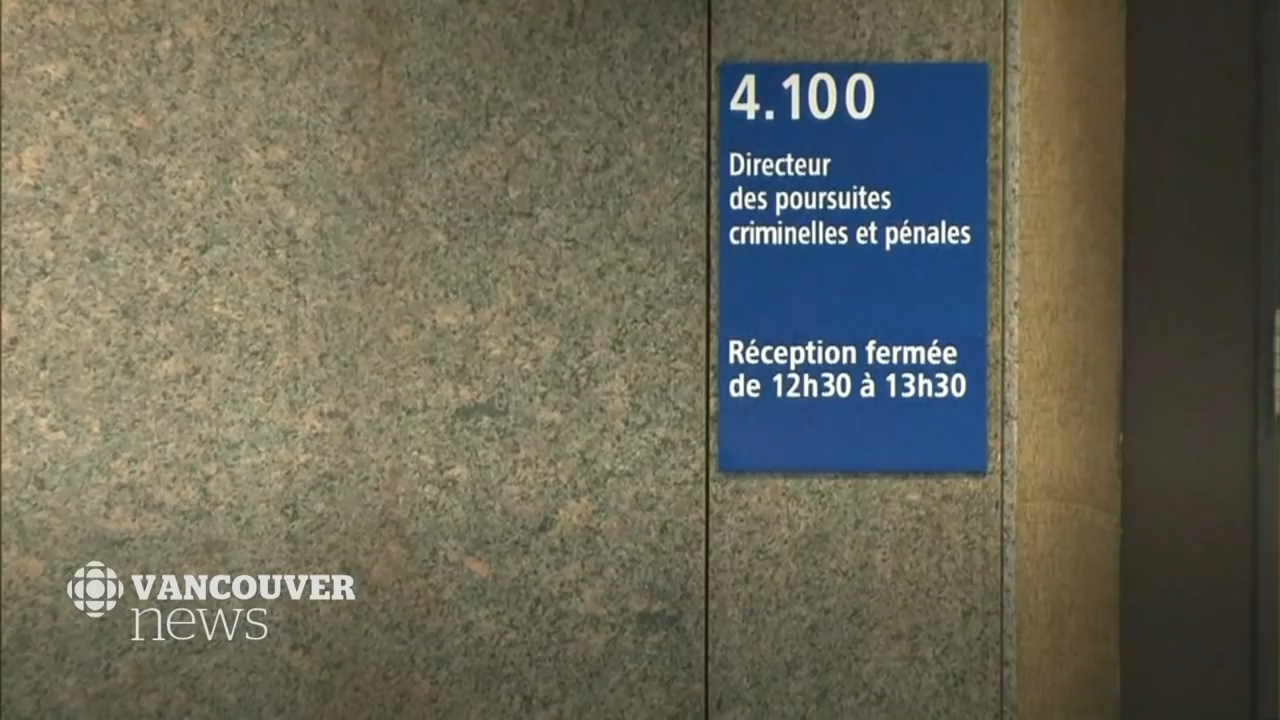 4.100
Directeur
des poursuites
criminelles et pénales
Réception fermée
de 12h30 à 13h30
VANCOUVER
news